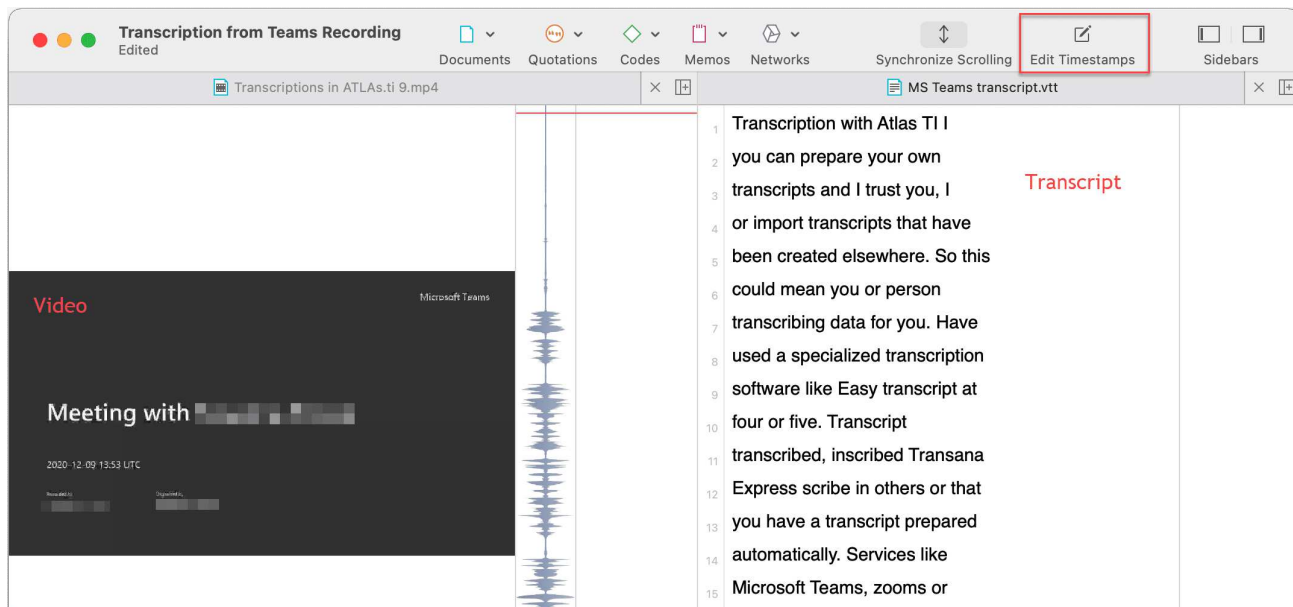 Transcription from Teams Recording
Edited
Documents
Quotations
Codes
Memos
Networks
Synchronize Scrolling
Edit Timestamps
Sidebars
Transcriptions in ATLAs.ti 9.mp4
MS Teams transcript.vtt
Video
Microsoft Teams
Meeting with
2020-12-09 13:53 UTC
Transcript
1 Transcription with Atlas TI I
2 you can prepare your own
3 transcripts and I trust you, I
4 or import transcripts that have
5 been created elsewhere. So this
6 could mean you or person
7 transcribing data for you. Have
8 used a specialized transcription
9 software like Easy transcript at
10 four or five. Transcript
11 transcribed, inscribed Transana
12 Express scribe in others or that
13 you have a transcript prepared
14 automatically. Services like
15 Microsoft Teams, zooms or